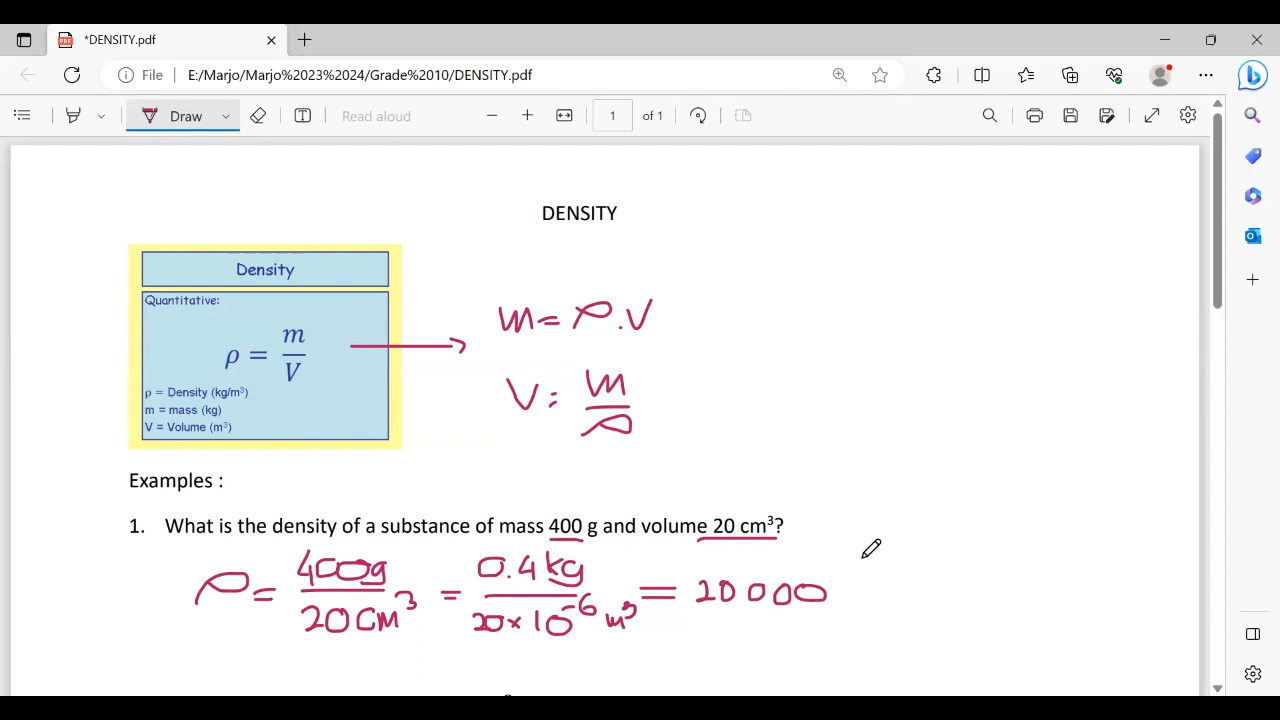 *DENSITY.pdf
File E:/Marjo/Marjo%2023%2024/Grade%2010/DENSITY.pdf
Draw Read aloud 1 of 1
DENSITY
Density
Quantitative:
ρ = m/V
ρ = Density (kg/m³)
m = mass (kg)
V = Volume (m³)
m = ρ.V
V = m/ρ
Examples :
1. What is the density of a substance of mass 400 g and volume 20 cm³?
ρ = 400g/20cm³ = 0.4kg/20×10⁻⁶ m³ = 20 000